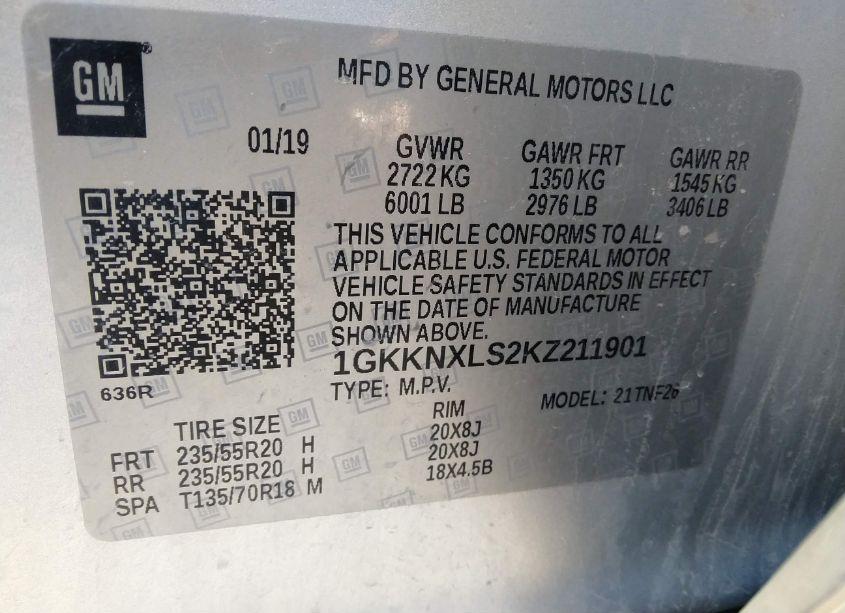 GM
MFD BY GENERAL MOTORS LLC
01/19
GVWR GAWR FRT GAWR RR
2722 KG 1350 KG 1545 KG
6001 LB 2976 LB 3406 LB
THIS VEHICLE CONFORMS TO ALL
APPLICABLE U.S. FEDERAL MOTOR
VEHICLE SAFETY STANDARDS IN EFFECT
ON THE DATE OF MANUFACTURE
SHOWN ABOVE.
1GKKNXLS2KZ211901
636R
TYPE: M.P.V. MODEL: 21TNF26
TIRE SIZE RIM
FRT 235/55R20 H 20X8J
RR 235/55R20 H 20X8J
SPA T135/70R18 M 18X4.5B